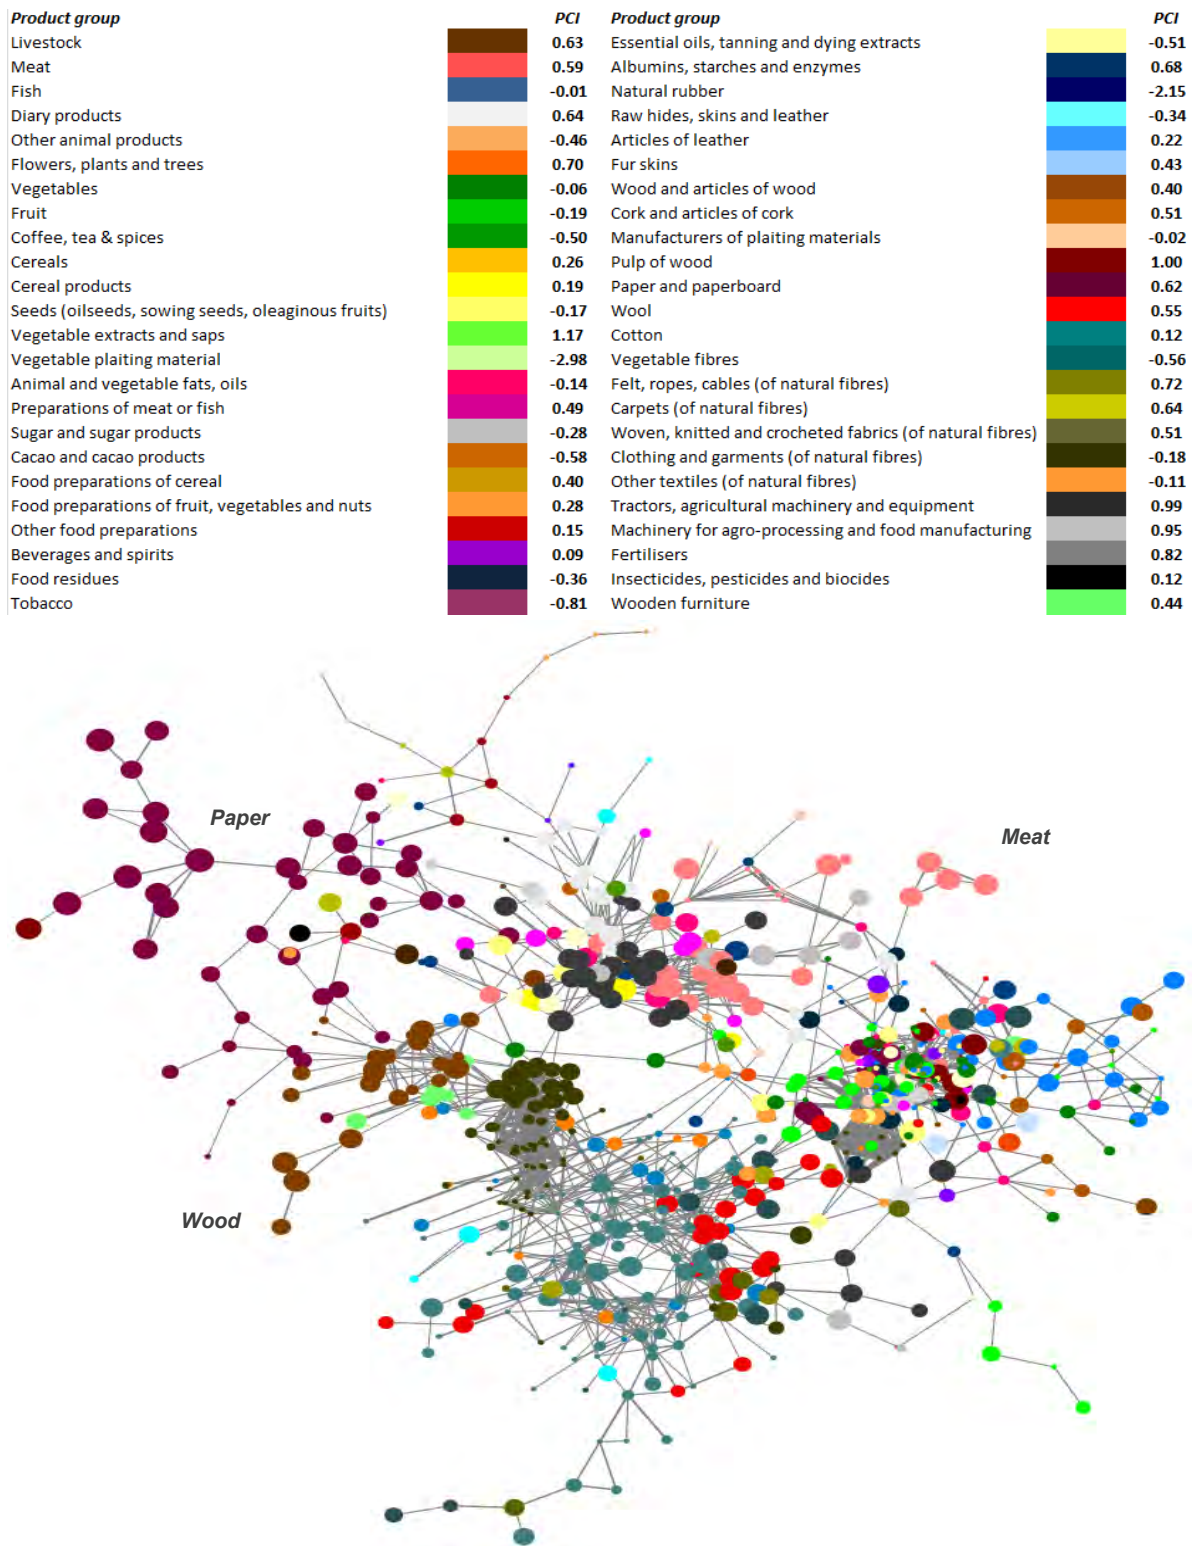 Product group PCI Product group PCI
Livestock 0.63 Essential oils, tanning and dying extracts -0.51
Meat 0.59 Albumins, starches and enzymes 0.68
Fish -0.01 Natural rubber -2.15
Diary products 0.64 Raw hides, skins and leather -0.34
Other animal products -0.46 Articles of leather 0.22
Flowers, plants and trees 0.70 Fur skins 0.43
Vegetables -0.06 Wood and articles of wood 0.40
Fruit -0.19 Cork and articles of cork 0.51
Coffee, tea & spices -0.50 Manufacturers of plaiting materials -0.02
Cereals 0.26 Pulp of wood 1.00
Cereal products 0.19 Paper and paperboard 0.62
Seeds (oilseeds, sowing seeds, oleaginous fruits) -0.17 Wool 0.55
Vegetable extracts and saps 1.17 Cotton 0.12
Vegetable plaiting material -2.98 Vegetable fibres -0.56
Animal and vegetable fats, oils -0.14 Felt, ropes, cables (of natural fibres) 0.72
Preparations of meat or fish 0.49 Carpets (of natural fibres) 0.64
Sugar and sugar products -0.28 Woven, knitted and crocheted fabrics (of natural fibres) 0.51
Cacao and cacao products -0.58 Clothing and garments (of natural fibres) -0.18
Food preparations of cereal 0.40 Other textiles (of natural fibres) -0.11
Food preparations of fruit, vegetables and nuts 0.28 Tractors, agricultural machinery and equipment 0.99
Other food preparations 0.15 Machinery for agro-processing and food manufacturing 0.95
Beverages and spirits 0.09 Fertilisers 0.82
Food residues -0.36 Insecticides, pesticides and biocides 0.12
Tobacco -0.81 Wooden furniture 0.44
Paper
Meat
Wood